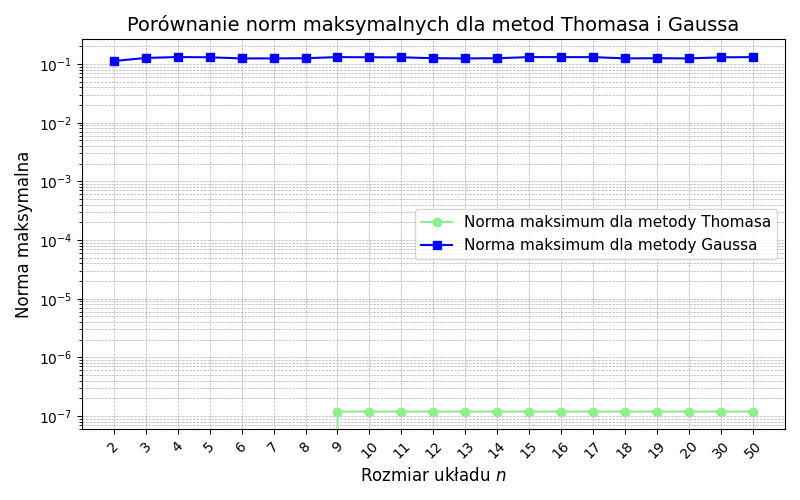 Porównanie norm maksymalnych dla metod Thomasa i Gaussa
Norma maksymalna
10⁻¹
10⁻²
10⁻³
10⁻⁴
10⁻⁵
10⁻⁶
10⁻⁷
Norma maksimum dla metody Thomasa
Norma maksimum dla metody Gaussa
2 3 4 5 6 7 8 9 10 11 12 13 14 15 16 17 18 19 20 30 50
Rozmiar układu n